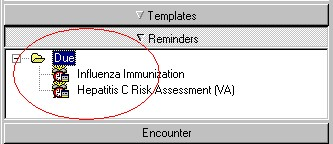 Templates
Reminders
Due
Influenza Immunization
Hepatitis C Risk Assessment (VA)
Encounter